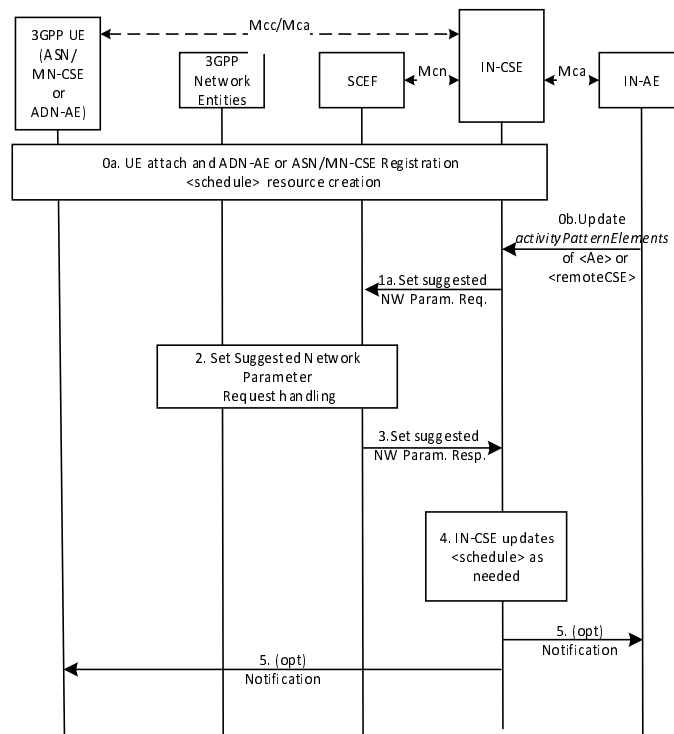 Mcc/Mca
3GPP UE
(ASN/
MN-CSE
or
ADN-AE)
3GPP
Network
Entities
SCEF
Mcn
IN-CSE
Mca
IN-AE
0a. UE attach and ADN-AE or ASN/MN-CSE Registration
<schedule> resource creation
0b.Update
activityPatternElements
of <Ae> or
<remoteCSE>
1a.Set suggested
NW Param. Req.
2. Set Suggested Network
Parameter
Request handling
3.Set suggested
NW Param. Resp.
4. IN-CSE updates
<schedule> as
needed
5. (opt)
Notification
5. (opt)
Notification